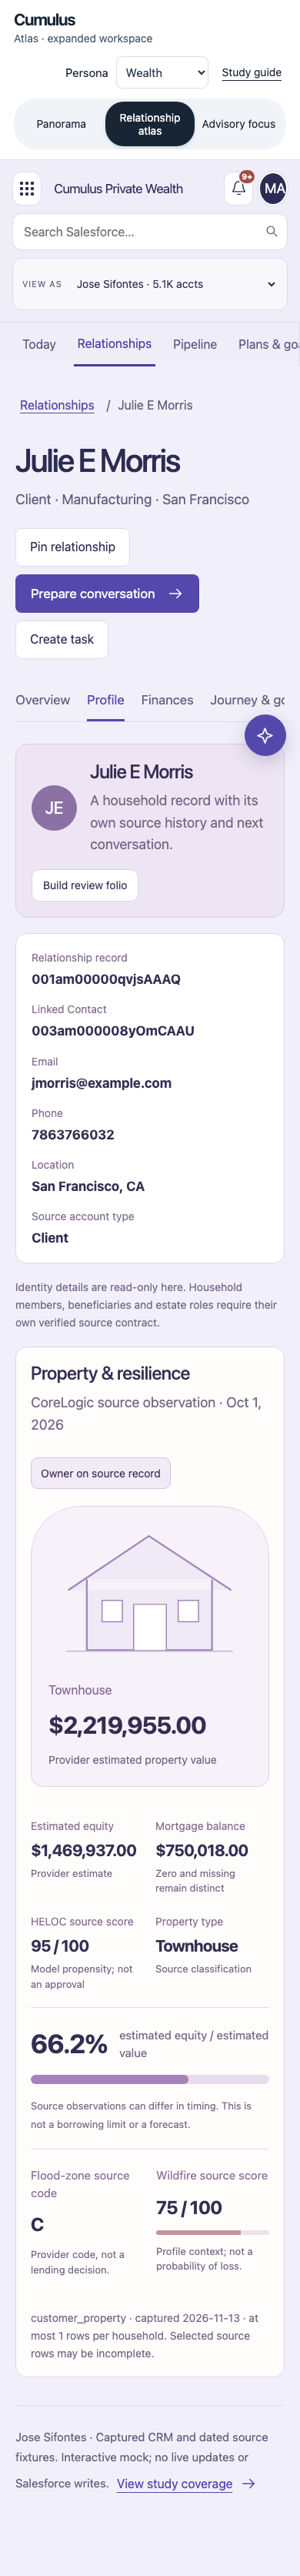 Cumulus
Atlas · expanded workspace
Persona
Wealth
Study guide
Panorama
Relationship
atlas
Advisory focus
Cumulus Private Wealth
9+
MA
Search Salesforce...
VIEW AS
Jose Sifontes · 5.1K accts
Today
Relationships
Pipeline
Plans & goa
Relationships / Julie E Morris
Julie E Morris
Client · Manufacturing · San Francisco
Pin relationship
Prepare conversation →
Create task
Overview
Profile
Finances
Journey & go
JE
Julie E Morris
A household record with its
own source history and next
conversation.
Build review folio
Relationship record
001am00000qvjsAAAQ
Linked Contact
003am000008yOmCAAU
Email
jmorris@example.com
Phone
7863766032
Location
San Francisco, CA
Source account type
Client
Identity details are read-only here. Household
members, beneficiaries and estate roles require their
own verified source contract.
Property & resilience
CoreLogic source observation · Oct 1,
2026
Owner on source record
Townhouse
$2,219,955.00
Provider estimated property value
Estimated equity
$1,469,937.00
Provider estimate
Mortgage balance
$750,018.00
Zero and missing
remain distinct
HELOC source score
95 / 100
Model propensity; not
an approval
Property type
Townhouse
Source classification
66.2%
estimated equity / estimated
value
Source observations can differ in timing. This is
not a borrowing limit or a forecast.
Flood-zone source
code
C
Provider code, not a
lending decision.
Wildfire source score
75 / 100
Profile context; not a
probability of loss.
customer_property · captured 2026-11-13 · at
most 1 rows per household. Selected source
rows may be incomplete.
Jose Sifontes · Captured CRM and dated source
fixtures. Interactive mock; no live updates or
Salesforce writes. View study coverage →